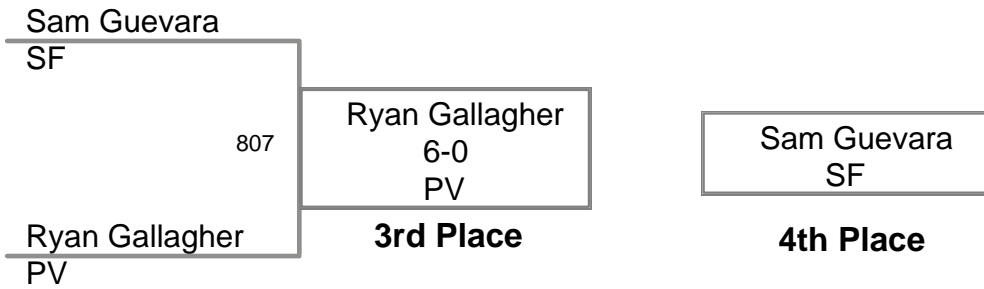 Sam Guevara
SF
807
Ryan Gallagher
PV
Ryan Gallagher
6-0
PV
3rd Place
Sam Guevara
SF
4th Place